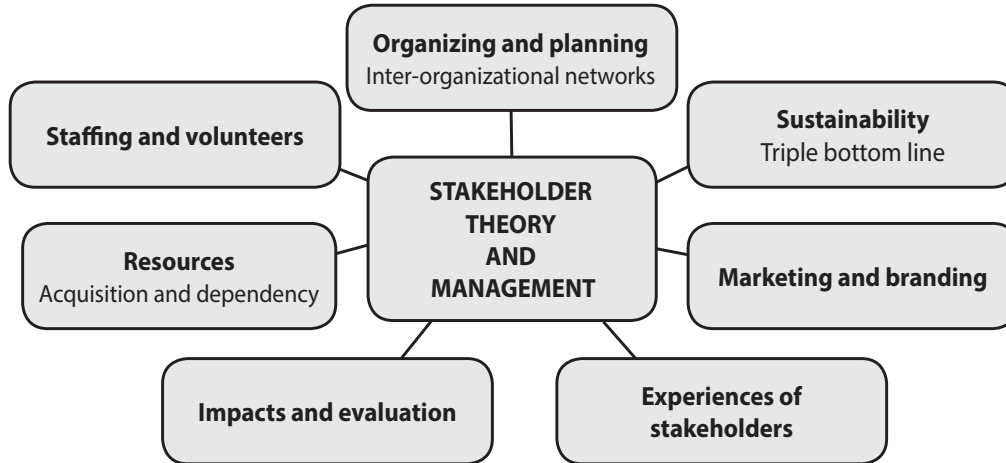 Organizing and planning
Inter-organizational networks
Staffing and volunteers
Sustainability
Triple bottom line
STAKEHOLDER
THEORY
AND
MANAGEMENT
Resources
Acquisition and dependency
Marketing and branding
Impacts and evaluation
Experiences of
stakeholders